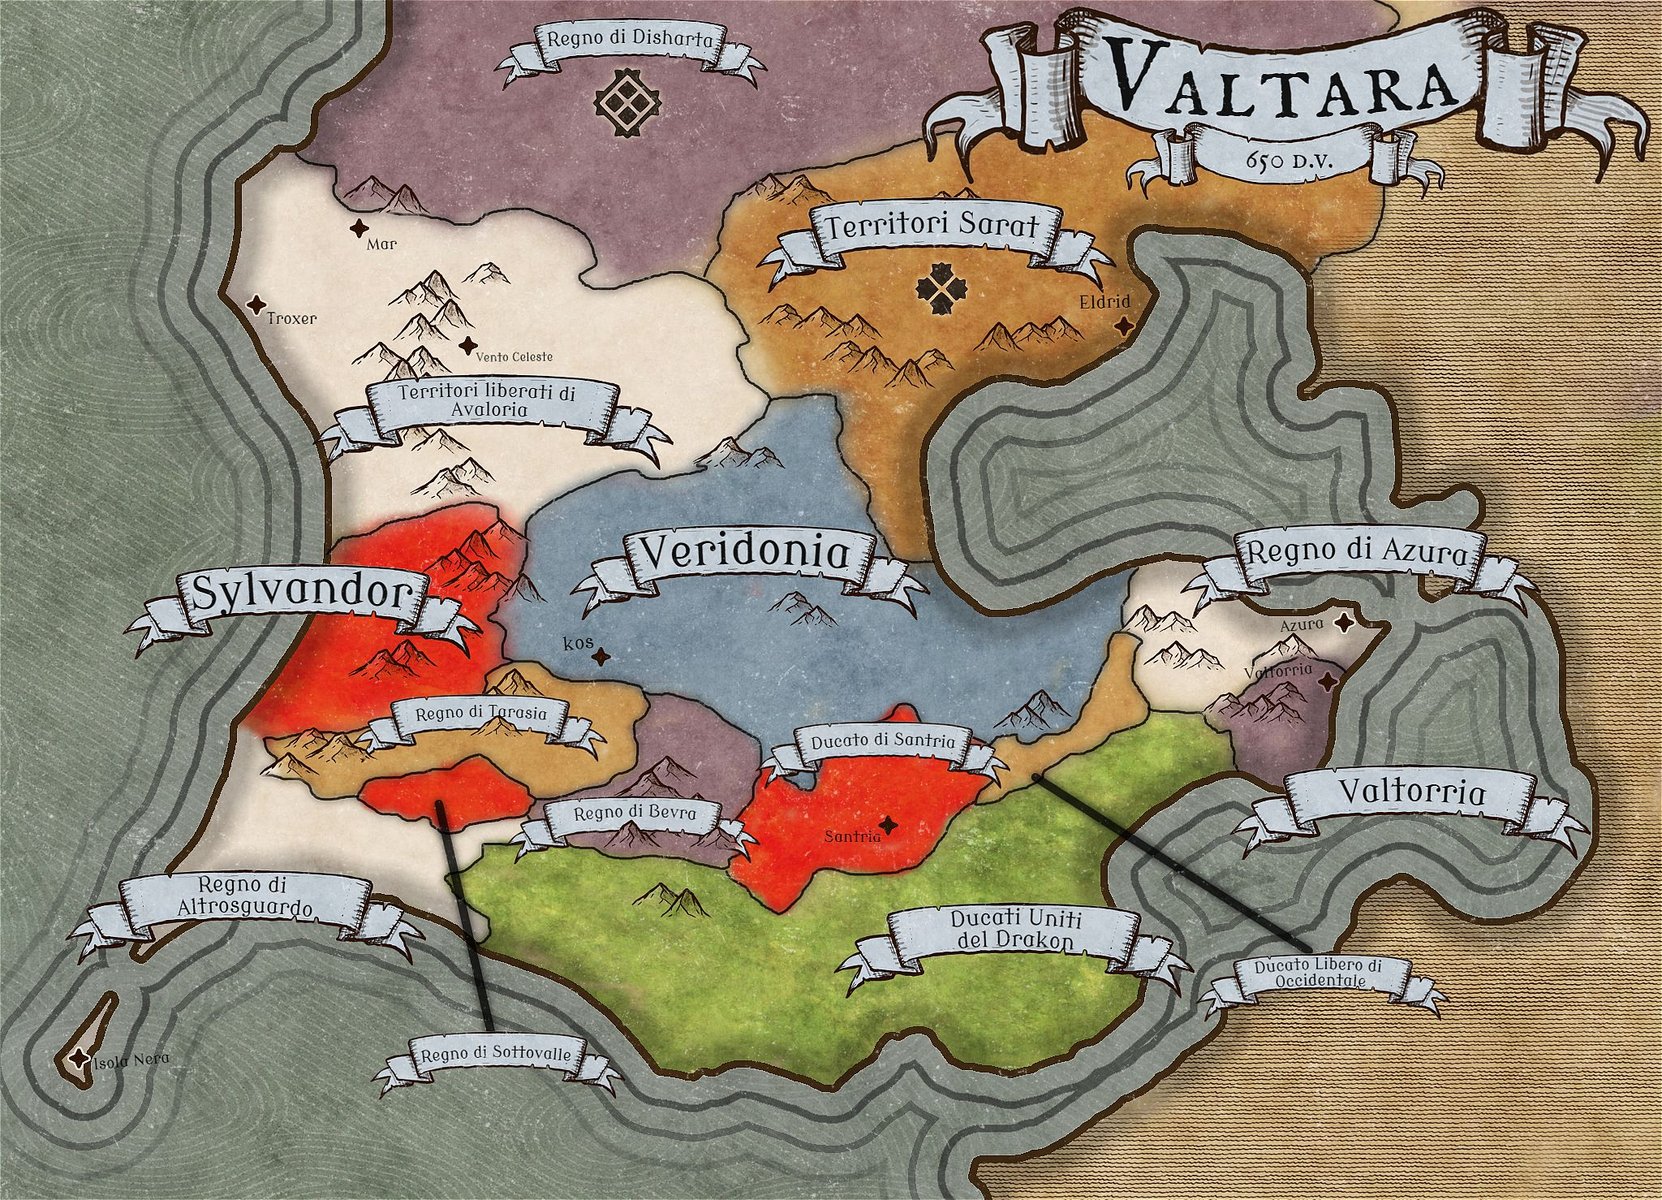 Regno di Disharta
VALTARA
650 D.V.
Territori Sarat
Mar
Troxer
Eldrid
Vento Celeste
Territori liberati di
Avaloria
Veridonia
Regno di Azura
Sylvandor
Azura
kos
Valtorria
Regno di Tarasia
Ducato di Santria
Valtorria
Regno di Bevra
Santria
Regno di
Altrosguardo
Ducati Uniti
del Drakon
Ducato Libero di
Occidentale
Isola Nera
Regno di Sottovalle